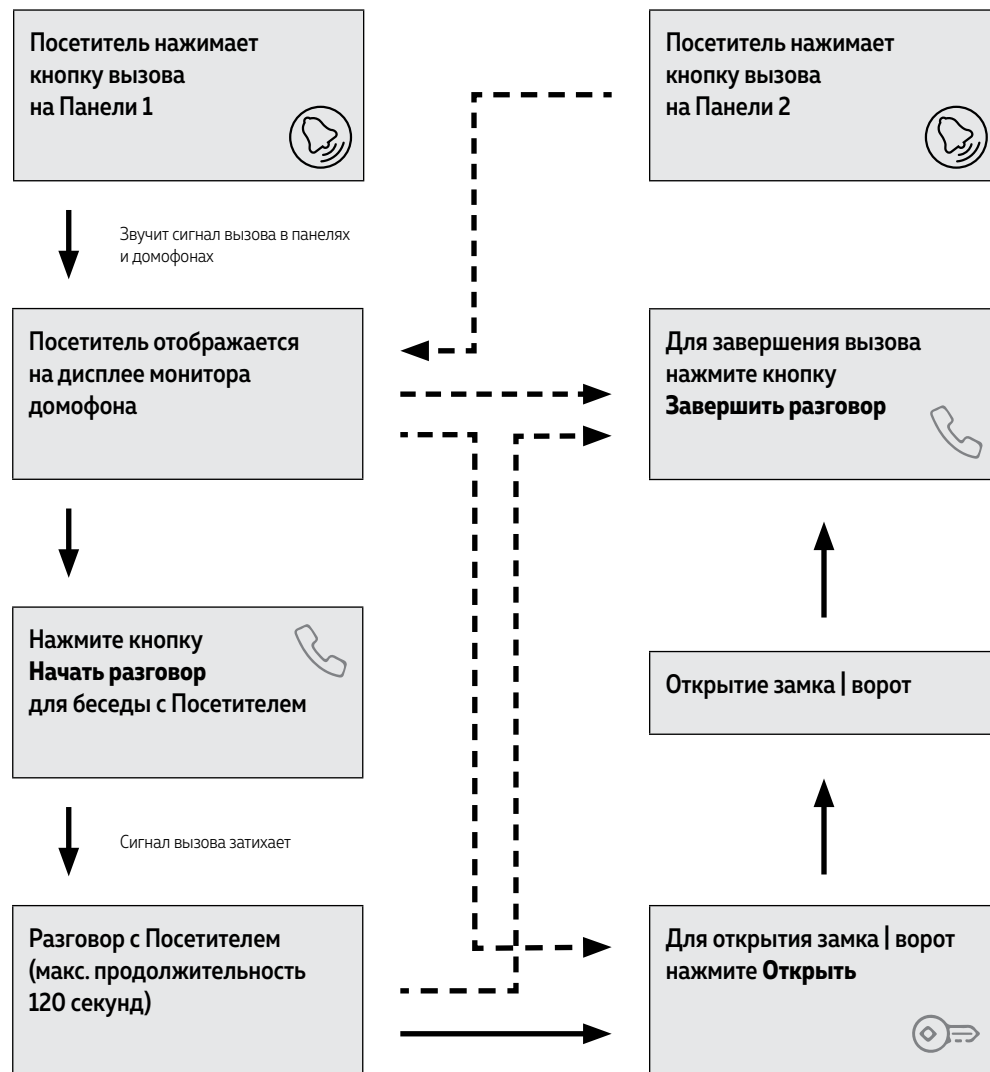 Посетитель нажимает
кнопку вызова
на Панели 1
Посетитель нажимает
кнопку вызова
на Панели 2
Звучит сигнал вызова в панелях
и домофонах
Посетитель отображается
на дисплее монитора
домофона
Для завершения вызова
нажмите кнопку
Завершить разговор
Нажмите кнопку
Начать разговор
для беседы с Посетителем
Открытие замка | ворот
Сигнал вызова затихает
Разговор с Посетителем
(макс. продолжительность
120 секунд)
Для открытия замка | ворот
нажмите Открыть